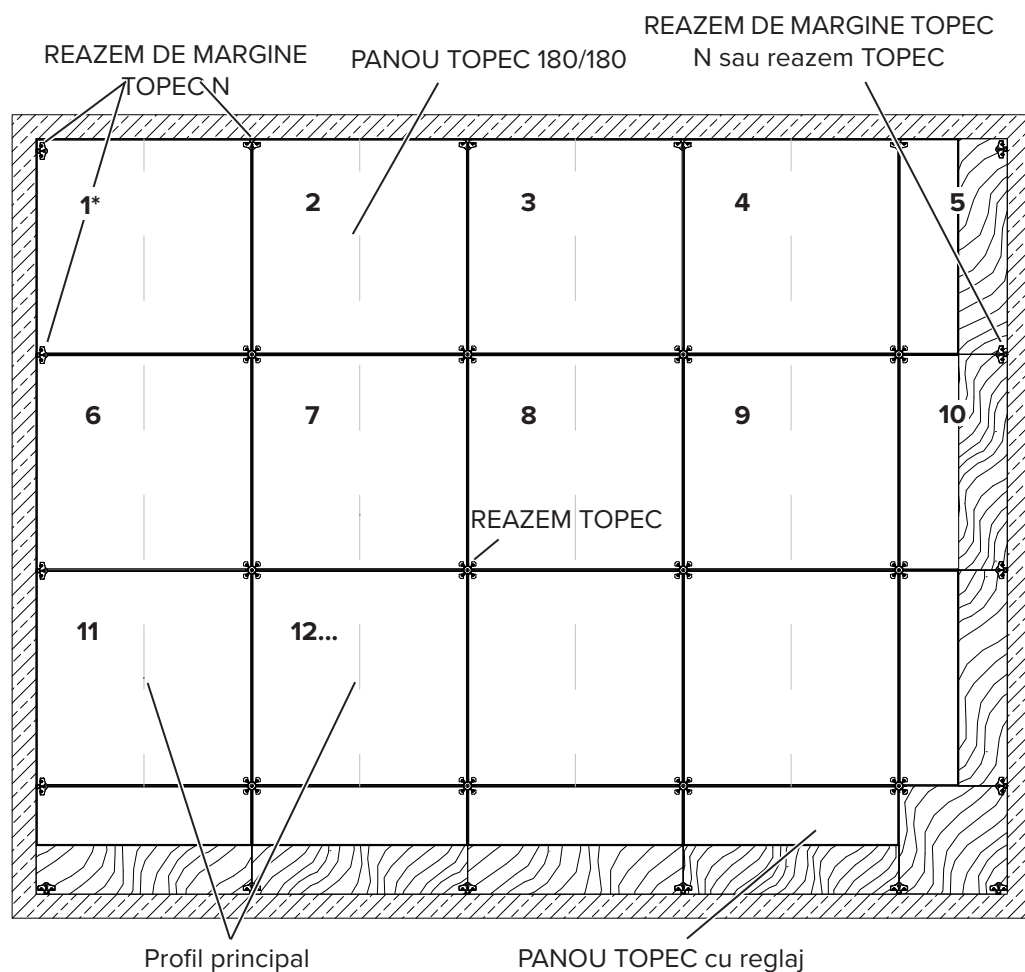 REAZEM DE MARGINE
TOPEC N
PANOU TOPEC 180/180
REAZEM DE MARGINE TOPEC
N sau reazem TOPEC
1*
2
3
4
5
6
7
8
9
10
REAZEM TOPEC
11
12...
Profil principal
PANOU TOPEC cu reglaj